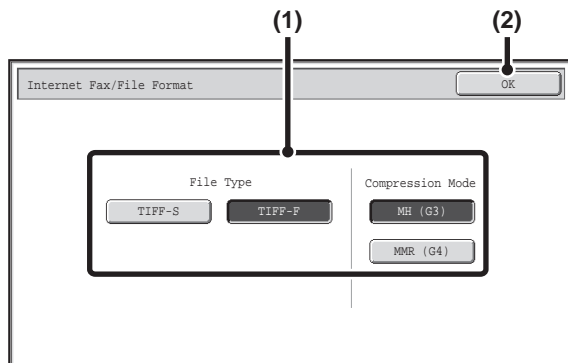 (1) (2)
Internet Fax/File Format OK
File Type Compression Mode
TIFF-S TIFF-F MH (G3)
MMR (G4)